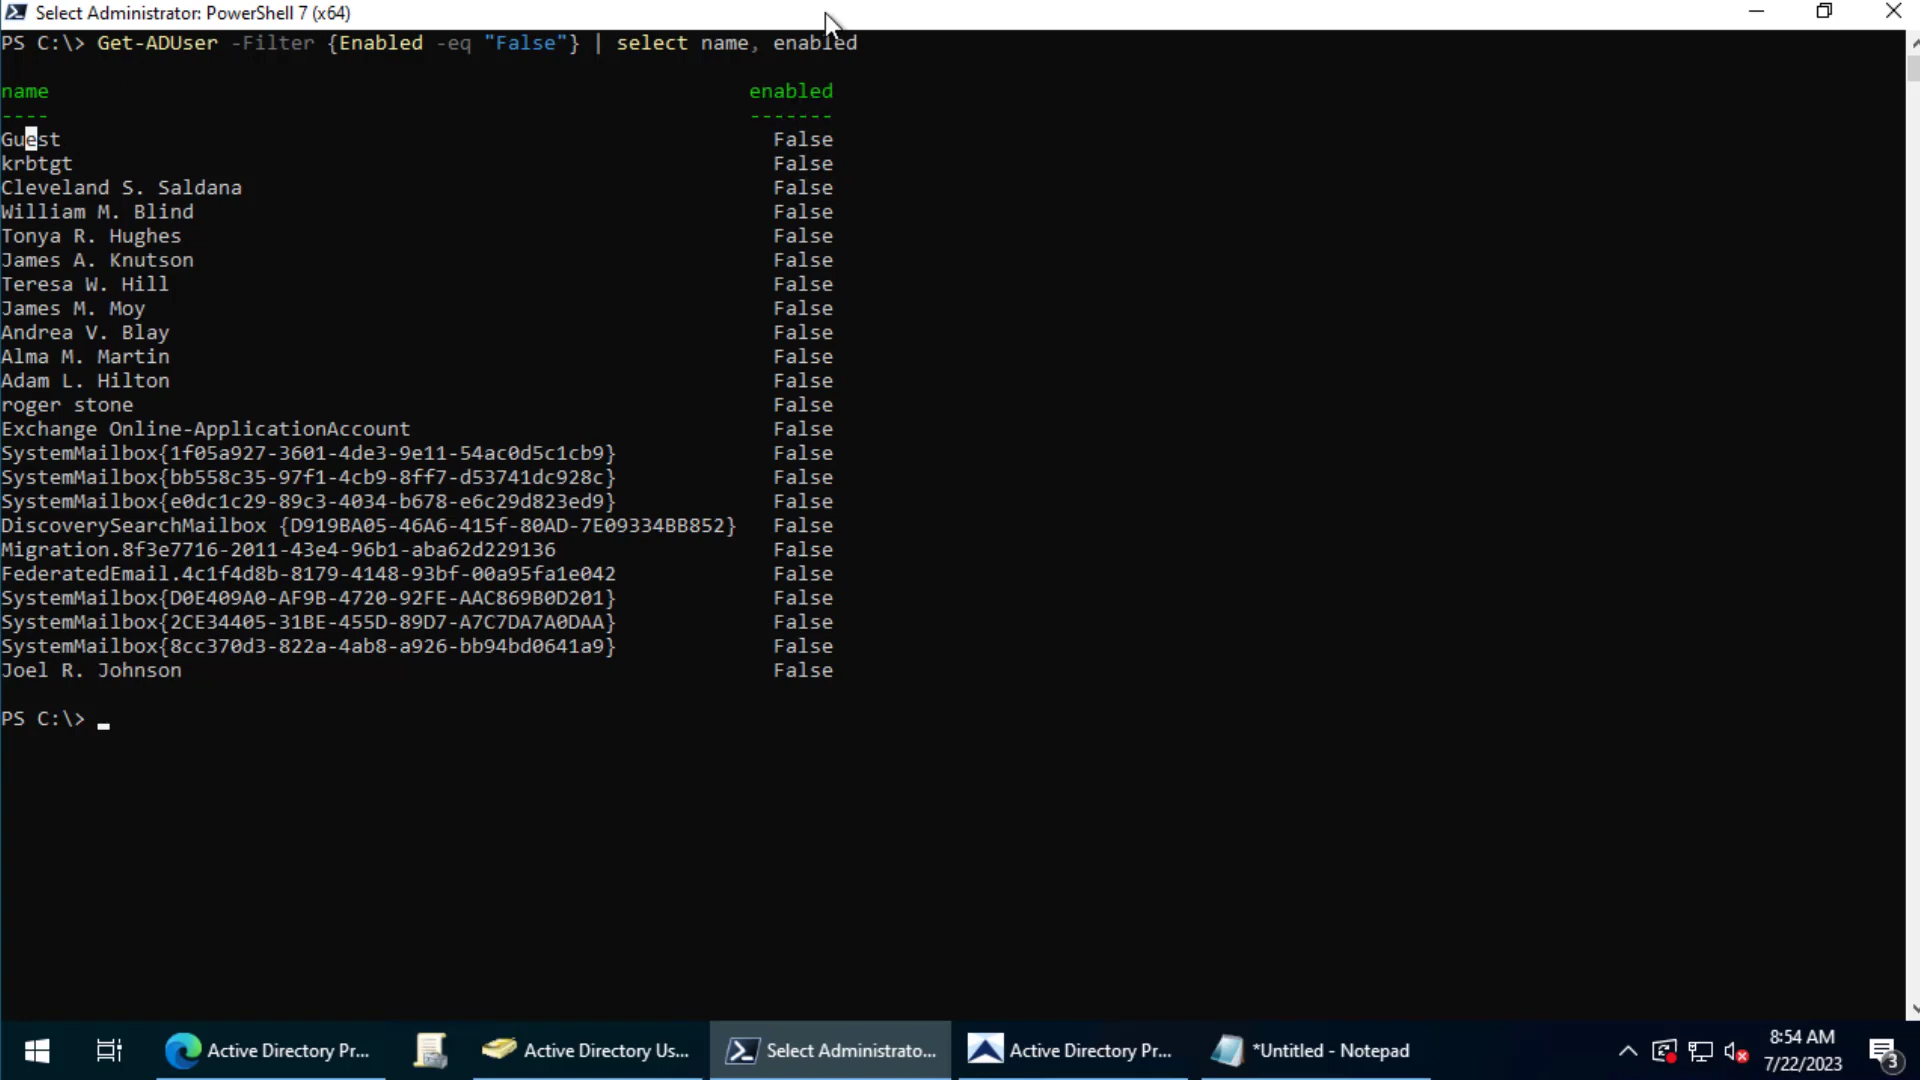 Select Administrator: PowerShell 7 (x64)
PS C:\> Get-ADUser -Filter {Enabled -eq "False"} | select name, enabled
name enabled
---- -------
Guest False
krbtgt False
Cleveland S. Saldana False
William M. Blind False
Tonya R. Hughes False
James A. Knutson False
Teresa W. Hill False
James M. Moy False
Andrea V. Blay False
Alma M. Martin False
Adam L. Hilton False
roger stone False
Exchange Online-ApplicationAccount False
SystemMailbox{1f05a927-3601-4de3-9e11-54ac0d5c1cb9} False
SystemMailbox{bb558c35-97f1-4cb9-8ff7-d53741dc928c} False
SystemMailbox{e0dc1c29-89c3-4034-b678-e6c29d823ed9} False
DiscoverySearchMailbox {D919BA05-46A6-415f-80AD-7E09334BB852} False
Migration.8f3e7716-2011-43e4-96b1-aba62d229136 False
FederatedEmail.4c1f4d8b-8179-4148-93bf-00a95fa1e042 False
SystemMailbox{D0E409A0-AF9B-4720-92FE-AAC869B0D201} False
SystemMailbox{2CE34405-31BE-455D-89D7-A7C7DA7A0DAA} False
SystemMailbox{8cc370d3-822a-4ab8-a926-bb94bd0641a9} False
Joel R. Johnson False
PS C:\> _
Active Directory Pr... Active Directory Us... Select Administrato... Active Directory Pr... *Untitled - Notepad
8:54 AM
7/22/2023
3